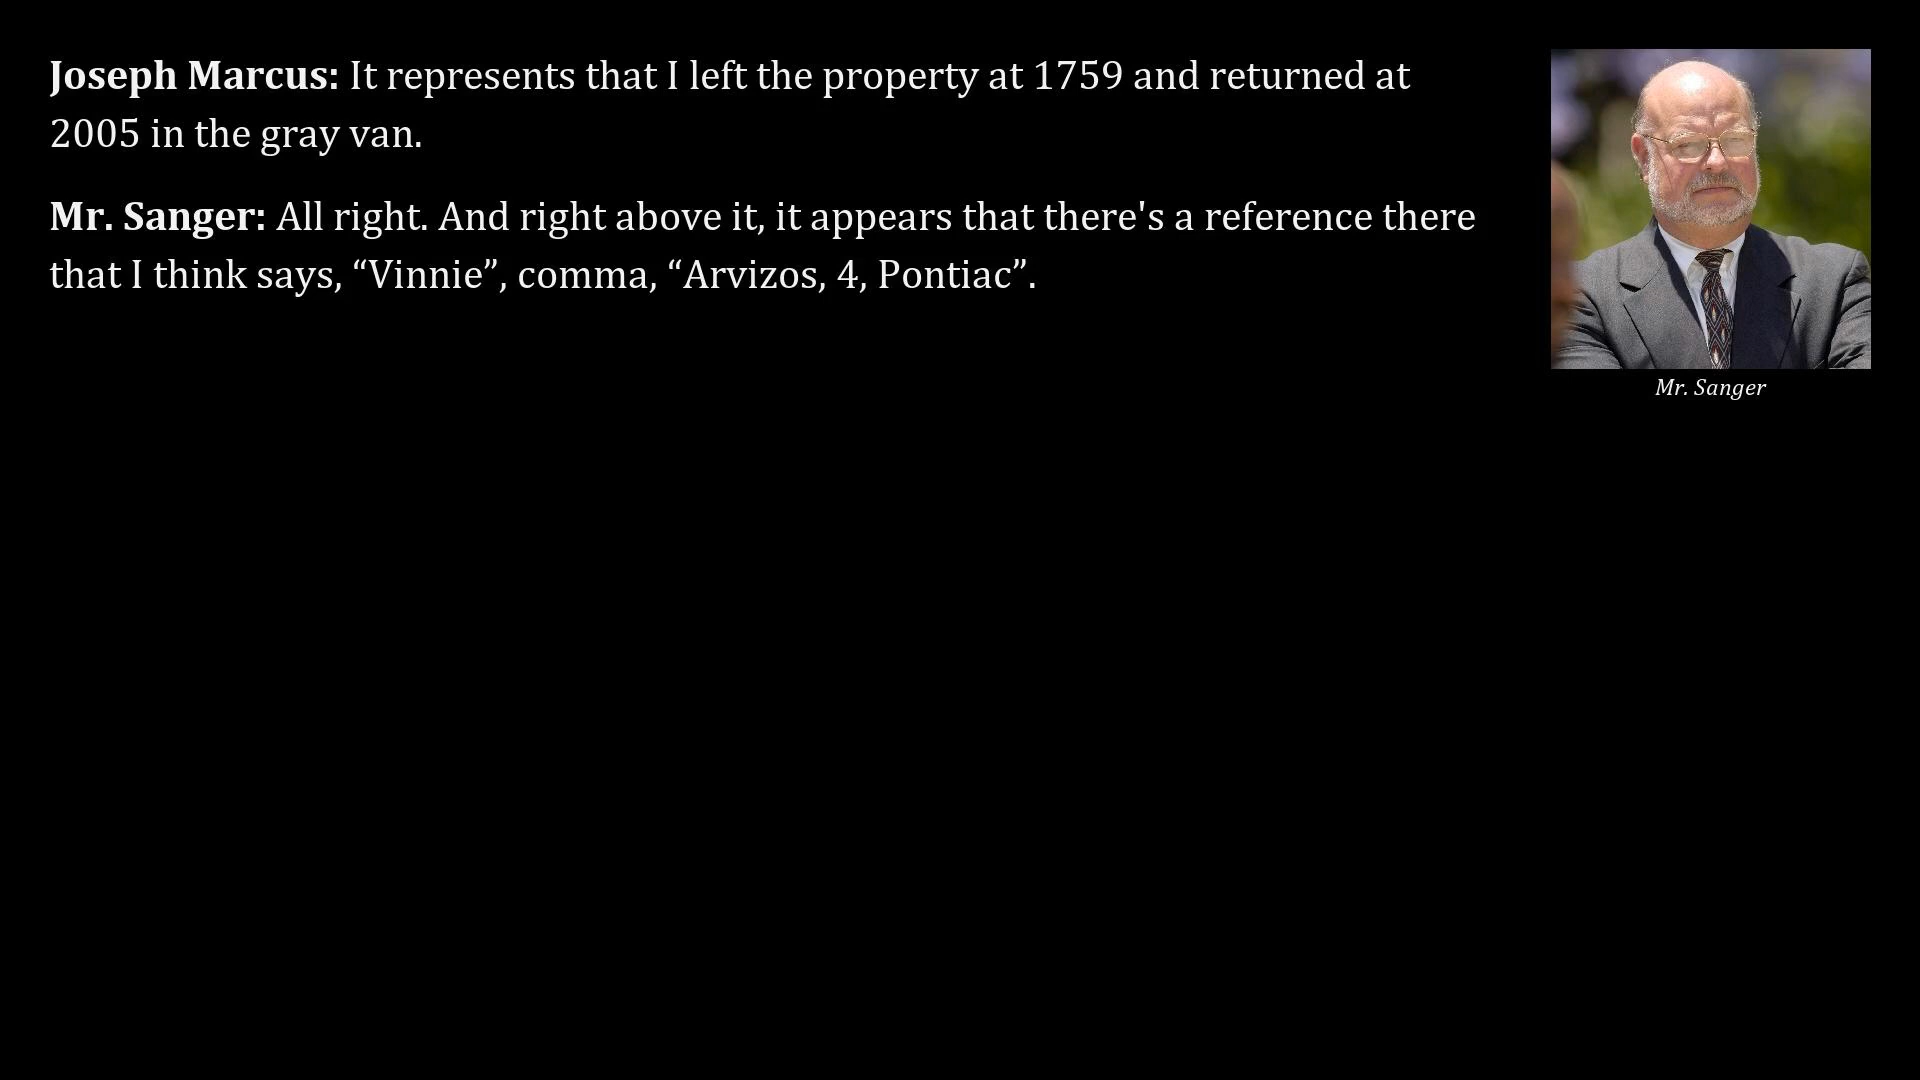 Joseph Marcus: It represents that I left the property at 1759 and returned at
2005 in the gray van.
Mr. Sanger: All right. And right above it, it appears that there's a reference there
that I think says, “Vinnie”, comma, “Arvizos, 4, Pontiac”.
Mr. Sanger